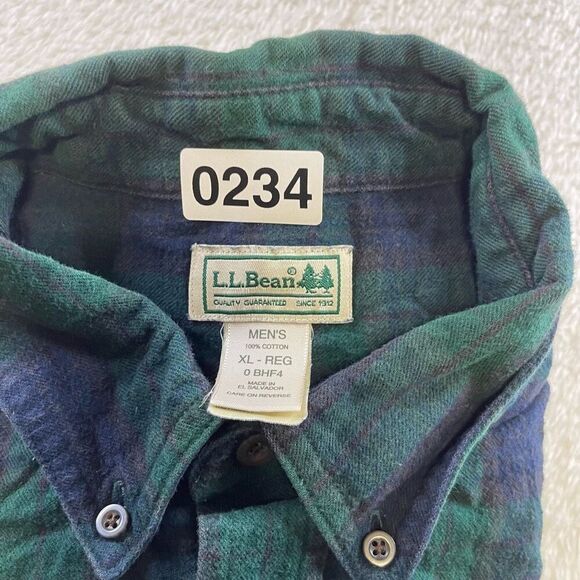 0234
L.L.Bean®
QUALITY GUARANTEED SINCE 1912
MEN'S
100% COTTON
XL - REG
0 BHF4
MADE IN
EL SALVADOR
CARE ON REVERSE